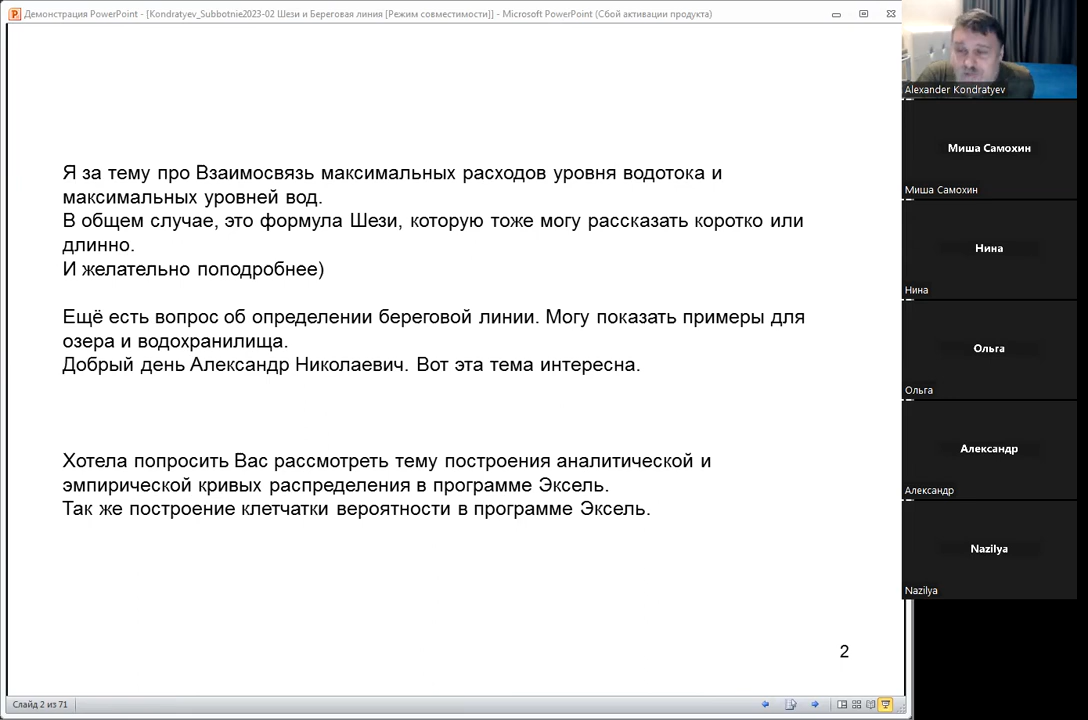 Демонстрация PowerPoint - [Kondratyev_Subbotnie2023-02 Шези и Береговая линия [Режим совместимости]] - Microsoft PowerPoint (Сбой активации продукта)
Я за тему про Взаимосвязь максимальных расходов уровня водотока и
максимальных уровней вод.
В общем случае, это формула Шези, которую тоже могу рассказать коротко или
длинно.
И желательно поподробнее)
Ещё есть вопрос об определении береговой линии. Могу показать примеры для
озера и водохранилища.
Добрый день Александр Николаевич. Вот эта тема интересна.
Хотела попросить Вас рассмотреть тему построения аналитической и
эмпирической кривых распределения в программе Эксель.
Так же построение клетчатки вероятности в программе Эксель.
2
Слайд 2 из 71
Alexander Kondratyev
Миша Самохин
Миша Самохин
Нина
Нина
Ольга
Ольга
Александр
Александр
Nazilya
Nazilya